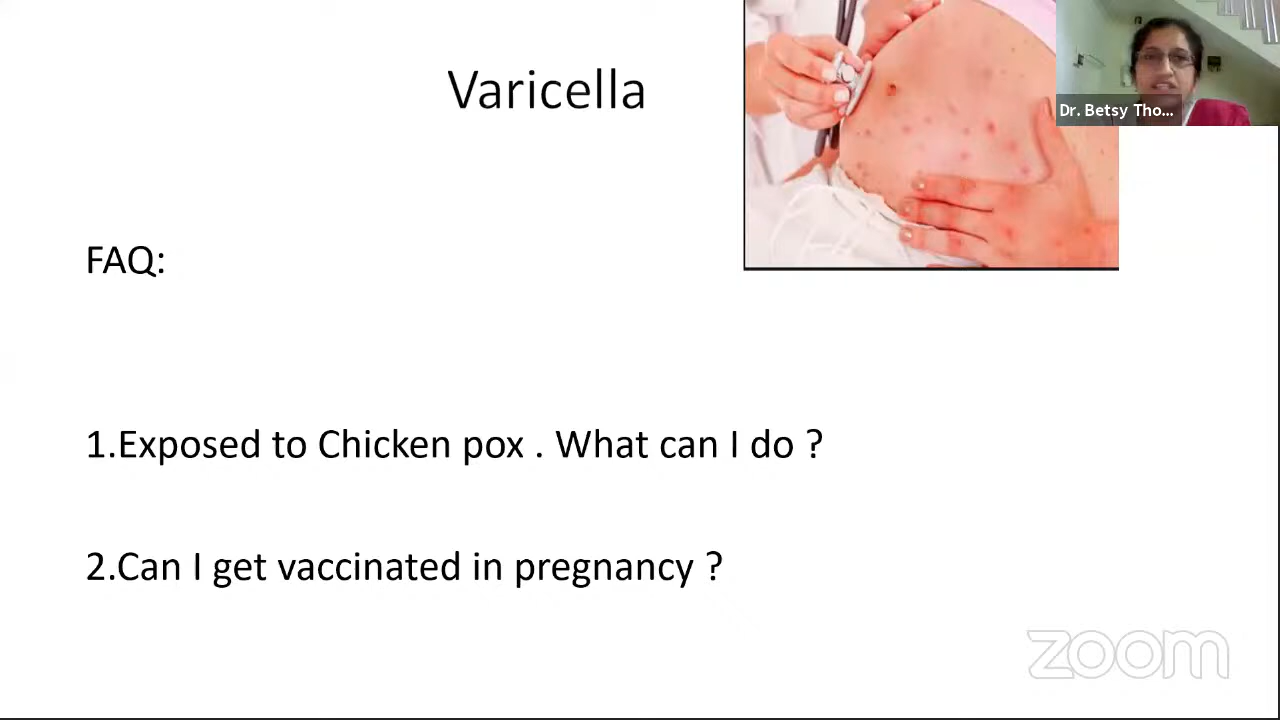 Varicella
Dr. Betsy Tho...
FAQ:
1.Exposed to Chicken pox . What can I do ?
2.Can I get vaccinated in pregnancy ?
zoom